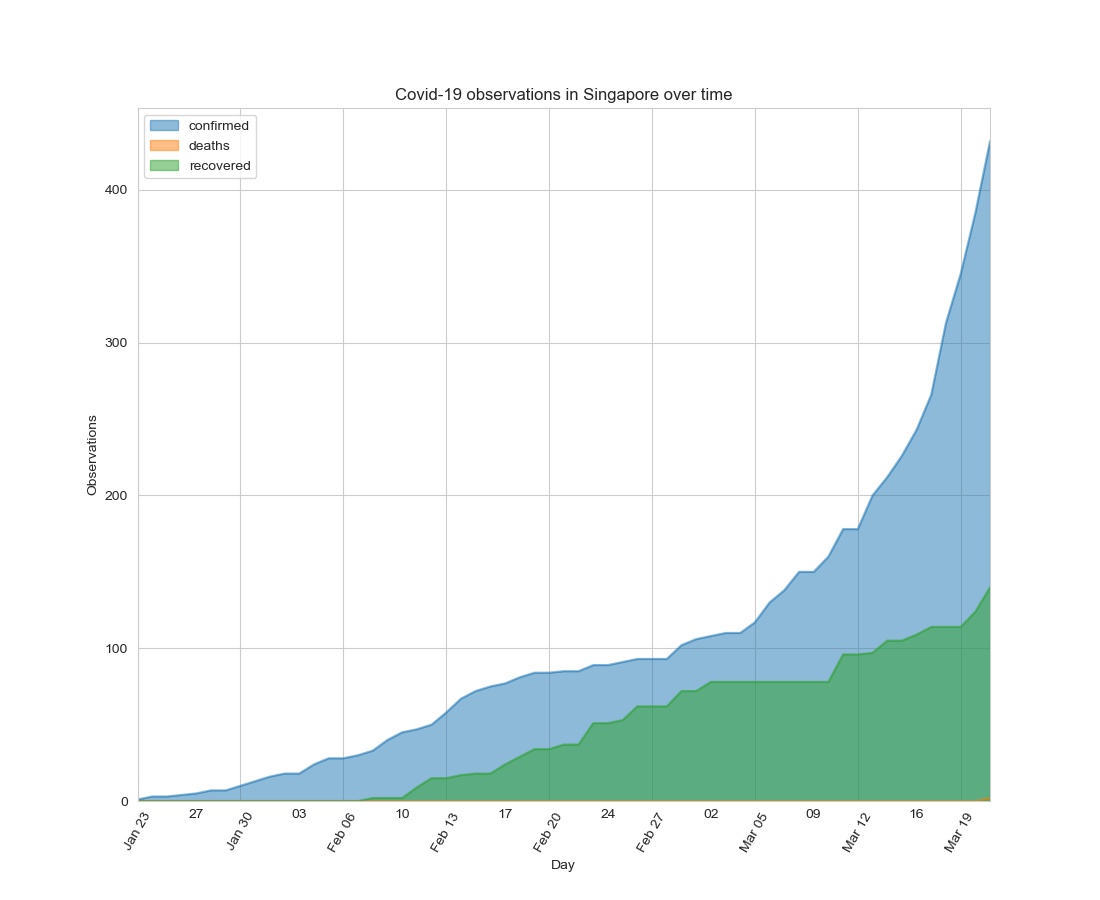 Covid-19 observations in Singapore over time
confirmed
deaths
recovered
400
300
200
100
0
Observations
27
03
10
17
24
02
09
16
Jan 23
Jan 30
Feb 06
Feb 13
Feb 20
Feb 27
Mar 05
Mar 12
Mar 19
Day